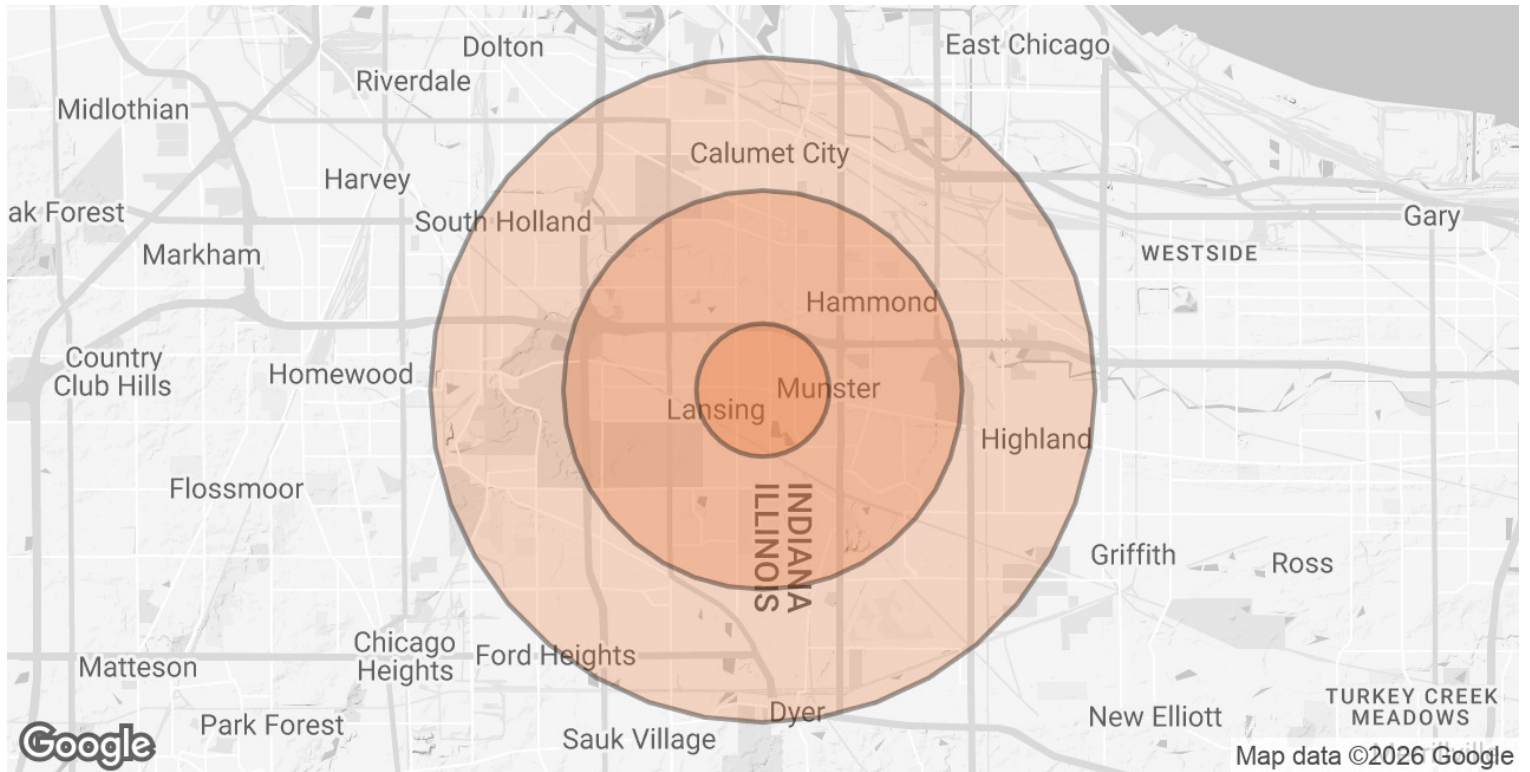 Dolton
East Chicago
Riverdale
Midlothian
Calumet City
Harvey
ak Forest
South Holland
Gary
Markham
WESTSIDE
Hammond
Country
Club Hills
Homewood
Munster
Lansing
Highland
Flossmoor
INDIANA
ILLINOIS
Griffith
Ross
Chicago
Heights
Ford Heights
Matteson
TURKEY CREEK
MEADOWS
Dyer
New Elliott
Park Forest
Sauk Village
Google
Map data ©2026 Google